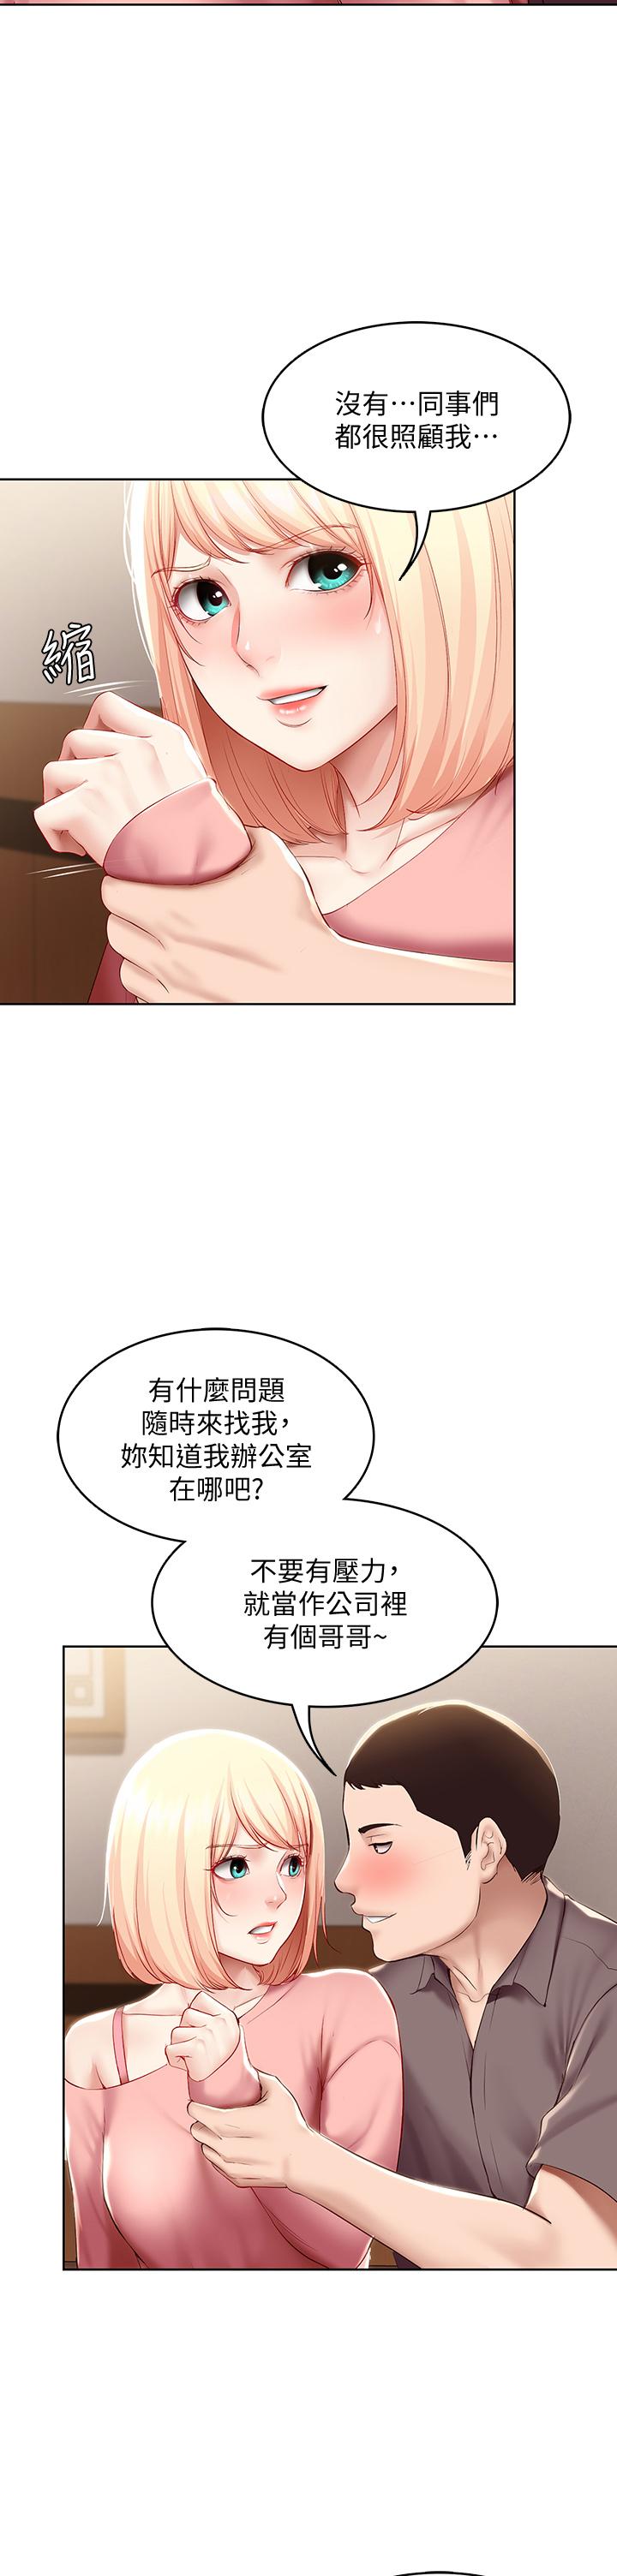 沒有⋯同事們
都很照顧我⋯
縮
有什麼問題
隨時來找我，
妳知道我辦公室
在哪吧?
不要有壓力，
就當作公司裡
有個哥哥~